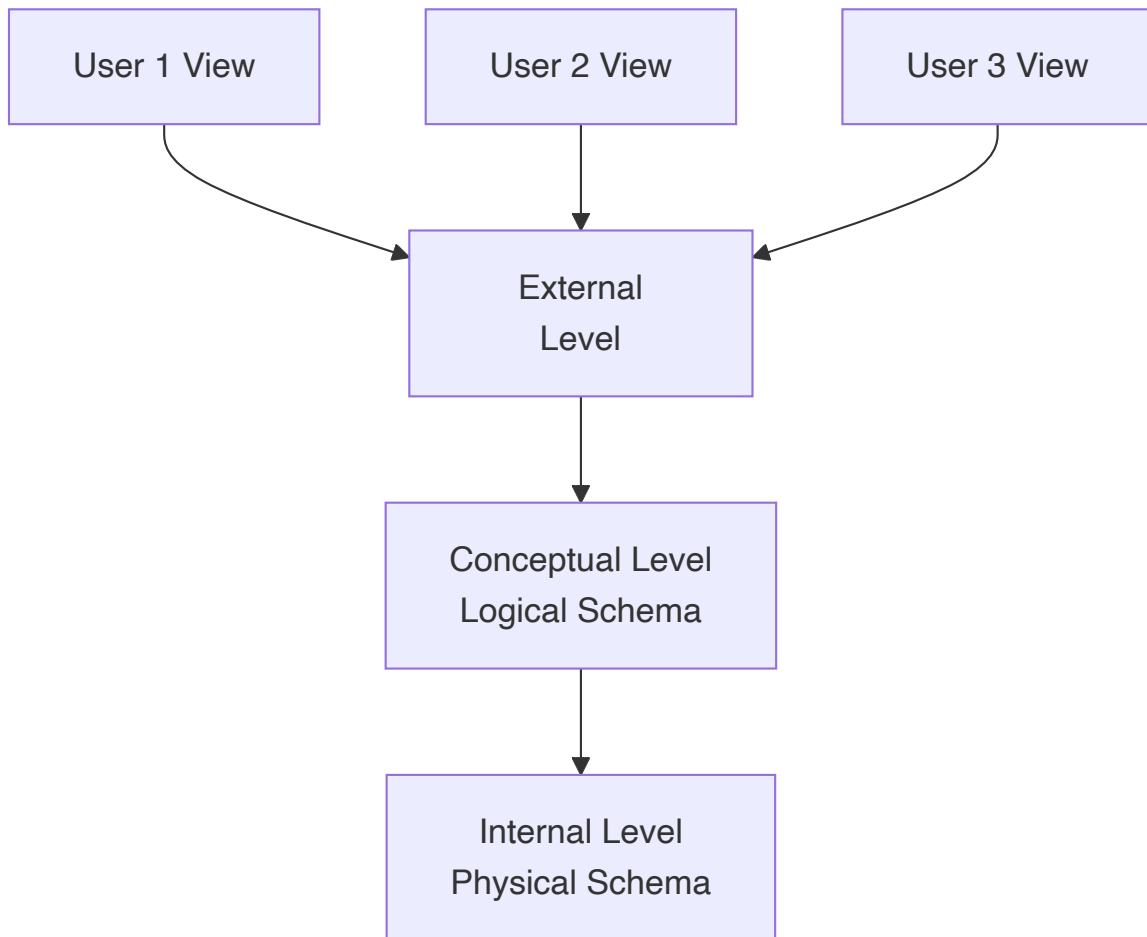 User 1 View
User 2 View
User 3 View
External
Level
Conceptual Level
Logical Schema
Internal Level
Physical Schema